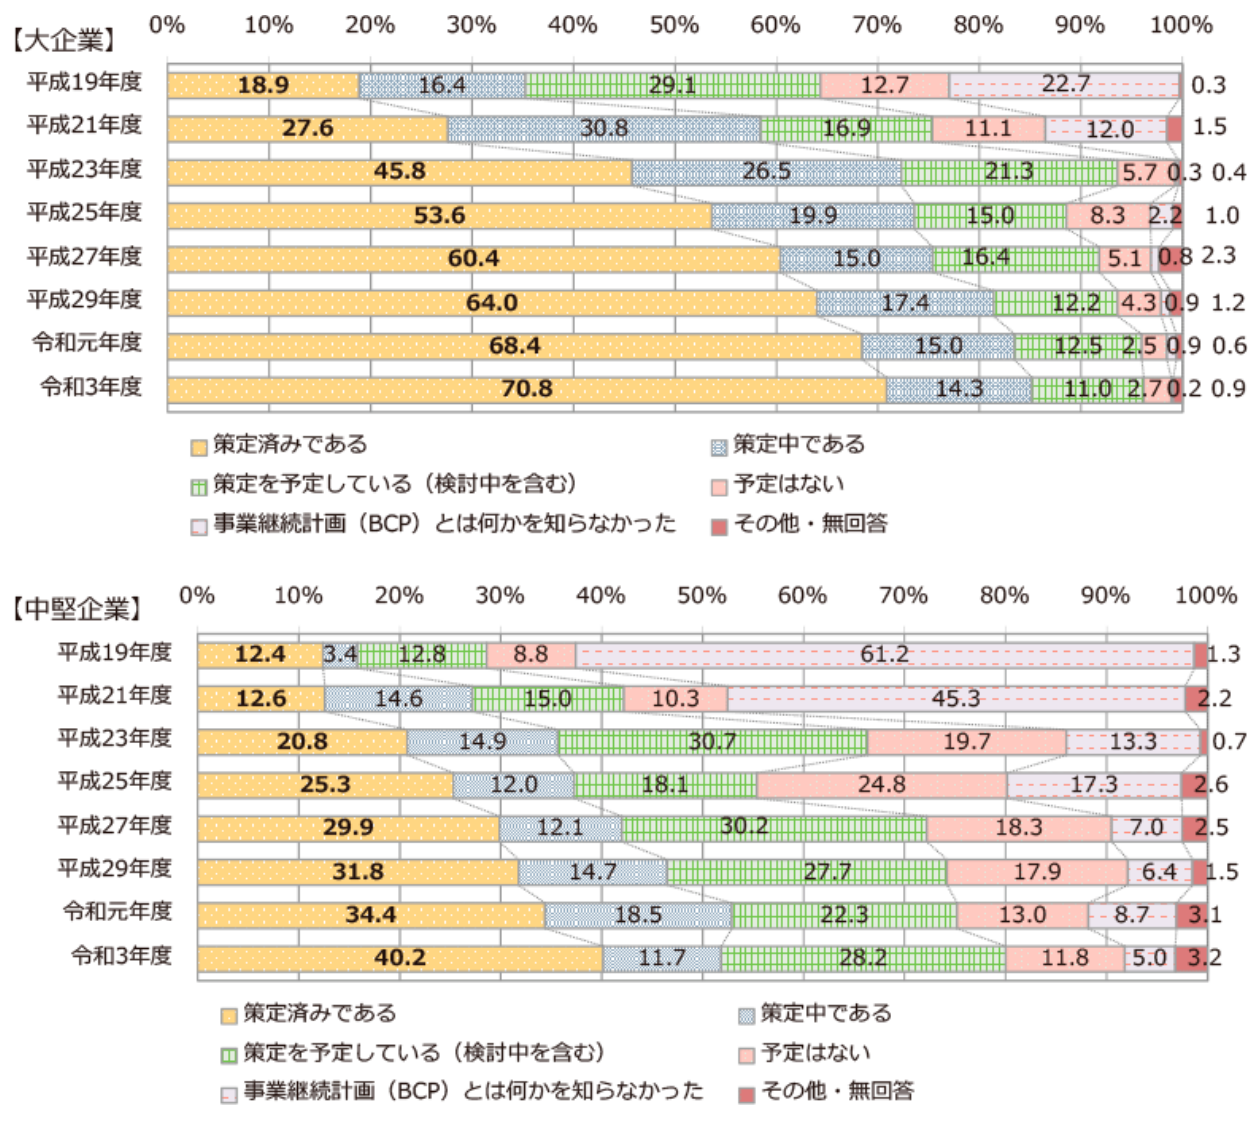 【大企業】
0% 10% 20% 30% 40% 50% 60% 70% 80% 90% 100%
平成19年度 18.9 16.4 29.1 12.7 22.7 0.3
平成21年度 27.6 30.8 16.9 11.1 12.0 1.5
平成23年度 45.8 26.5 21.3 5.7 0.3 0.4
平成25年度 53.6 19.9 15.0 8.3 2.2 1.0
平成27年度 60.4 15.0 16.4 5.1 0.8 2.3
平成29年度 64.0 17.4 12.2 4.3 0.9 1.2
令和元年度 68.4 15.0 12.5 2.5 0.9 0.6
令和3年度 70.8 14.3 11.0 2.7 0.2 0.9
策定済みである 策定中である
策定を予定している（検討中を含む） 予定はない
事業継続計画（BCP）とは何かを知らなかった その他・無回答
【中堅企業】
0% 10% 20% 30% 40% 50% 60% 70% 80% 90% 100%
平成19年度 12.4 3.4 12.8 8.8 61.2 1.3
平成21年度 12.6 14.6 15.0 10.3 45.3 2.2
平成23年度 20.8 14.9 30.7 19.7 13.3 0.7
平成25年度 25.3 12.0 18.1 24.8 17.3 2.6
平成27年度 29.9 12.1 30.2 18.3 7.0 2.5
平成29年度 31.8 14.7 27.7 17.9 6.4 1.5
令和元年度 34.4 18.5 22.3 13.0 8.7 3.1
令和3年度 40.2 11.7 28.2 11.8 5.0 3.2
策定済みである 策定中である
策定を予定している（検討中を含む） 予定はない
事業継続計画（BCP）とは何かを知らなかった その他・無回答